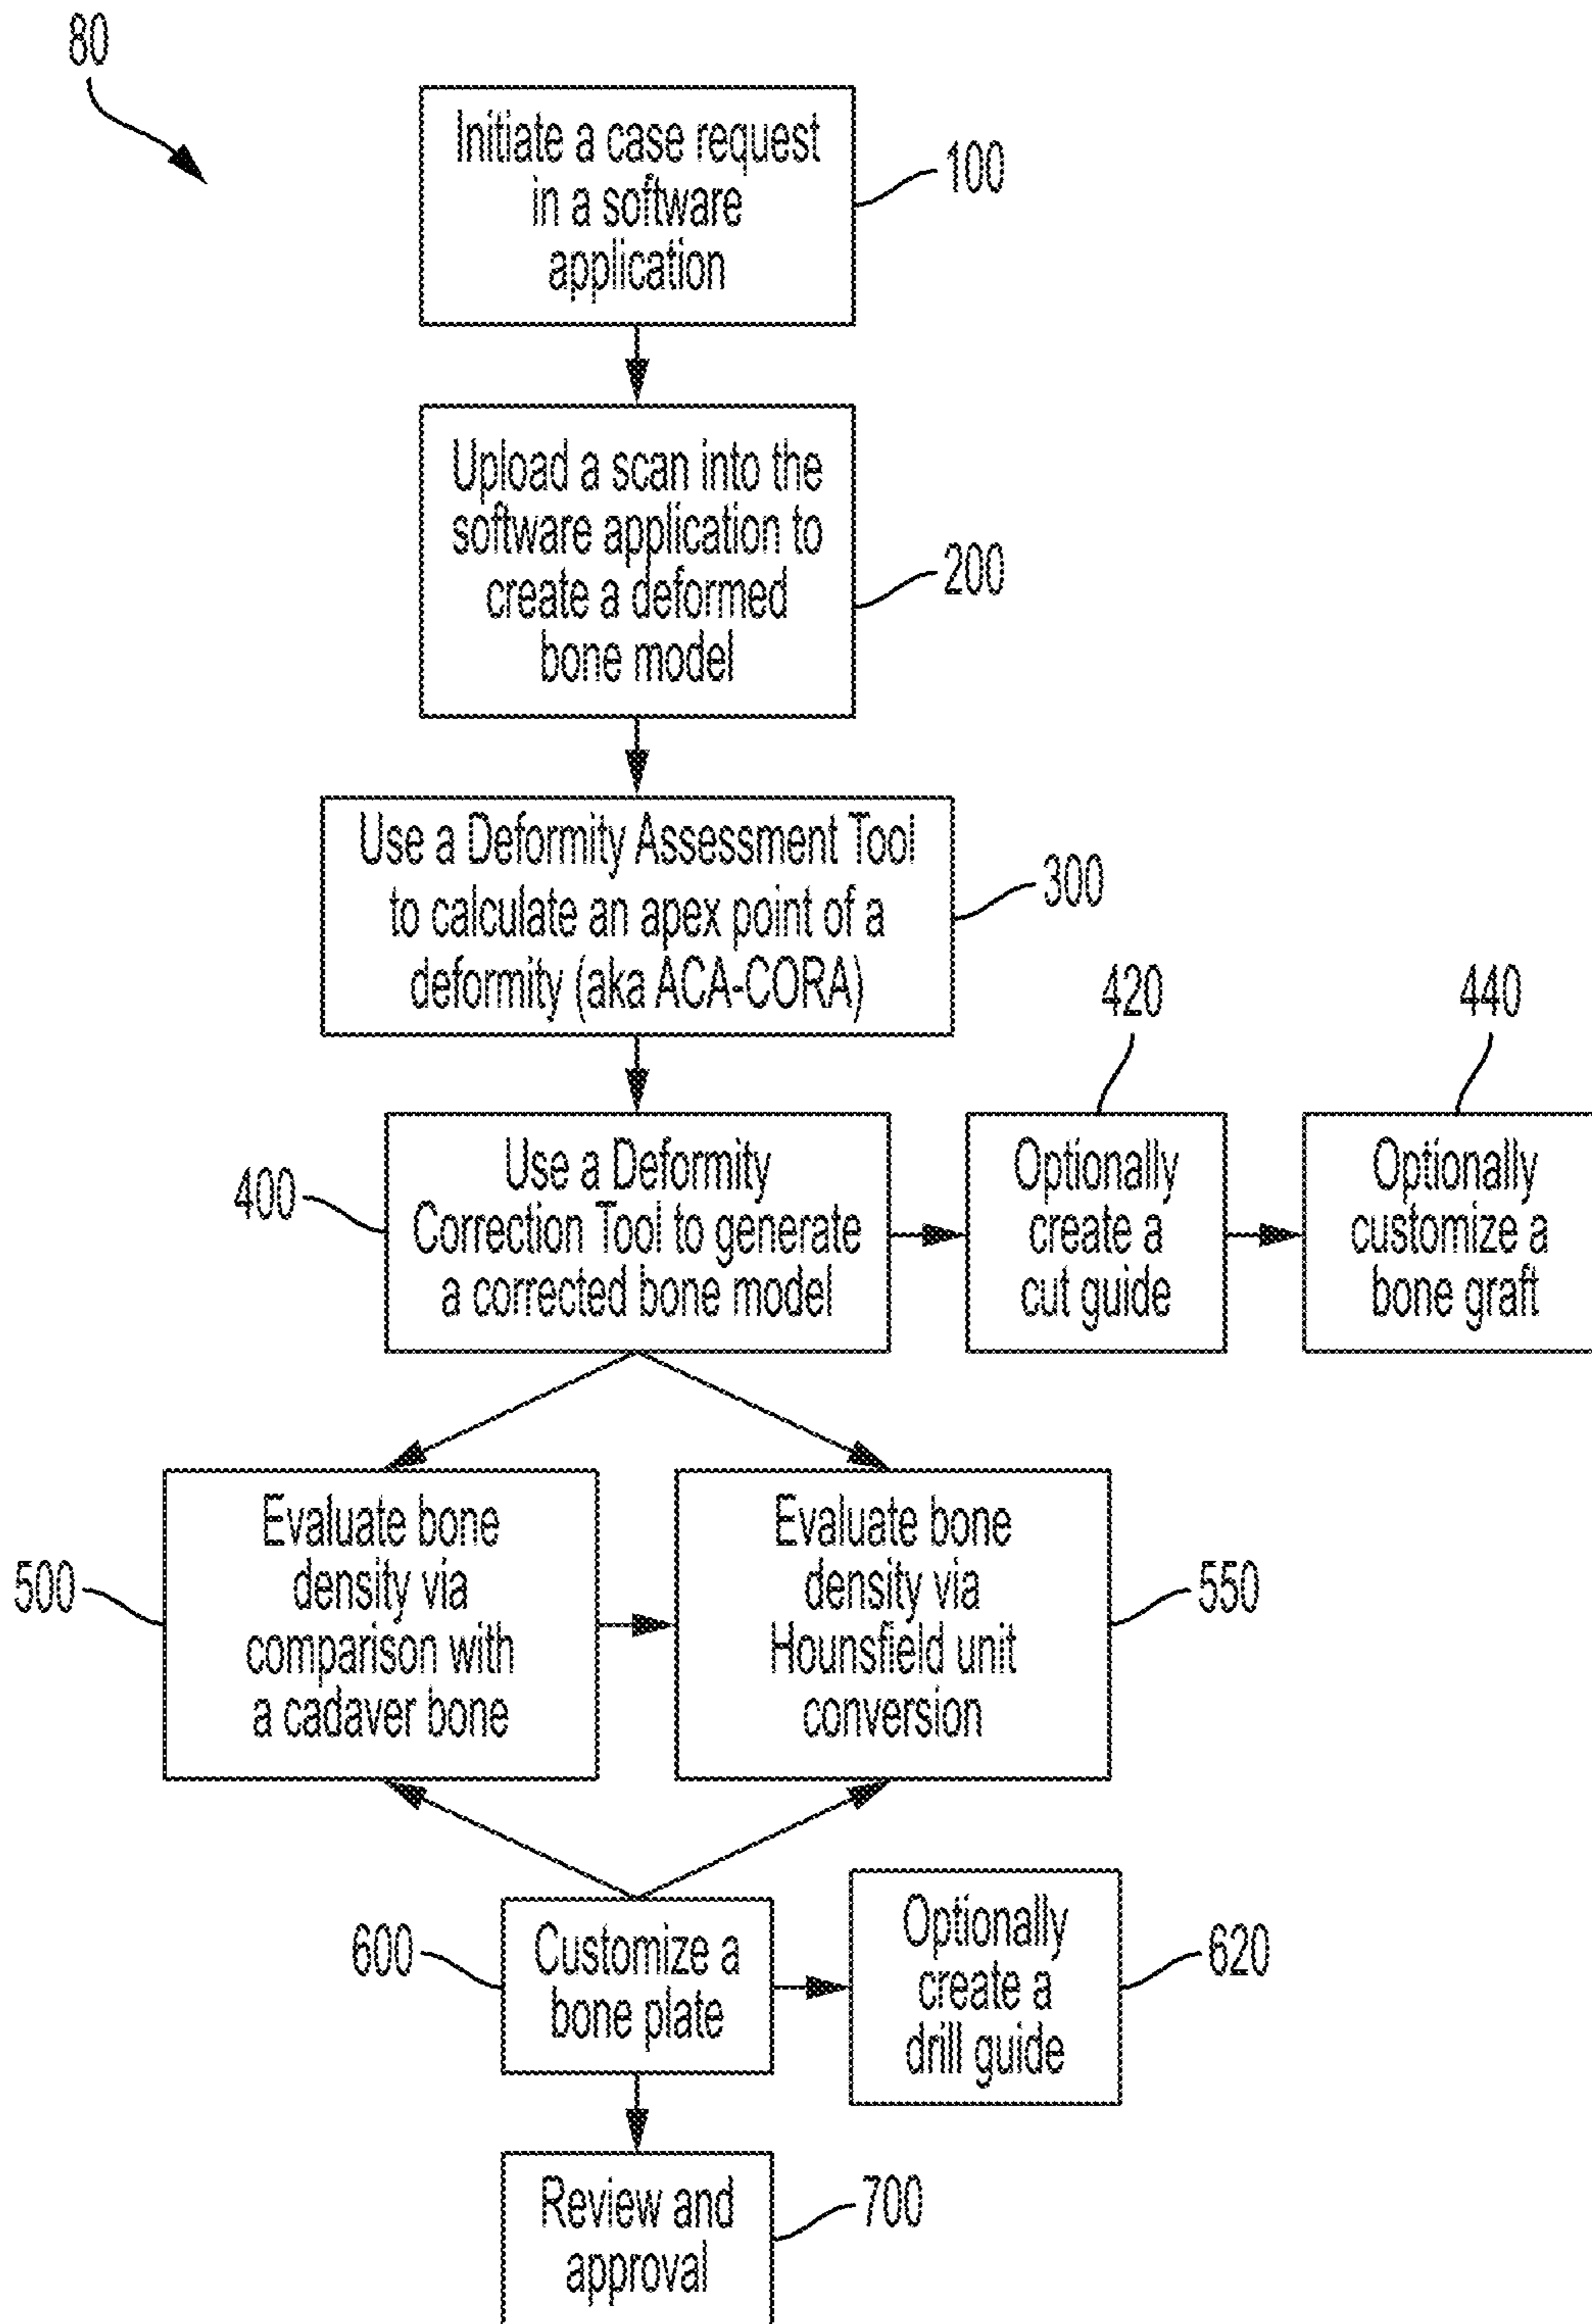 80
Initiate a case request
in a software
application
100
Upload a scan into the
software application to
create a deformed
bone model
200
Use a Deformity Assessment Tool
to calculate an apex point of a
deformity (aka ACA-CORA)
300
400
Use a Deformity
Correction Tool to generate
a corrected bone model
420
Optionally
create a
cut guide
440
Optionally
customize a
bone graft
500
Evaluate bone
density via
comparison with
a cadaver bone
Evaluate bone
density via
Hounsfield unit
conversion
550
600
Customize a
bone plate
Optionally
create a
drill guide
620
Review and
approval
700